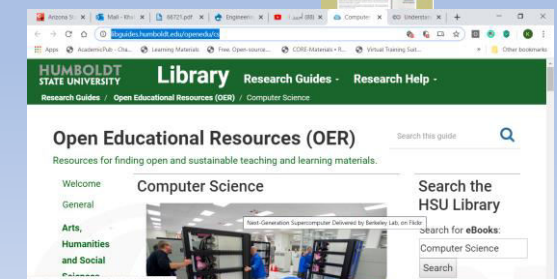 Arizona St
88721.pdf
Engineerin
Computer
Understan
libguides.humboldt.edu/openedu/cs
Apps AcademicPub - Cha... Learning Materials Free, Open-source... CORE-Materials • R... Virtual Training Suit... Other bookmarks
HUMBOLDT
STATE UNIVERSITY
Library Research Guides - Research Help -
Research Guides / Open Educational Resources (OER) / Computer Science
Open Educational Resources (OER)
Search this guide
Resources for finding open and sustainable teaching and learning materials.
Welcome
General
Arts,
Humanities
and Social
Sciences
Computer Science
Next-Generation Supercomputer Delivered by Berkeley Lab, on Flickr
Search the
HSU Library
Search for eBooks:
Computer Science
Search